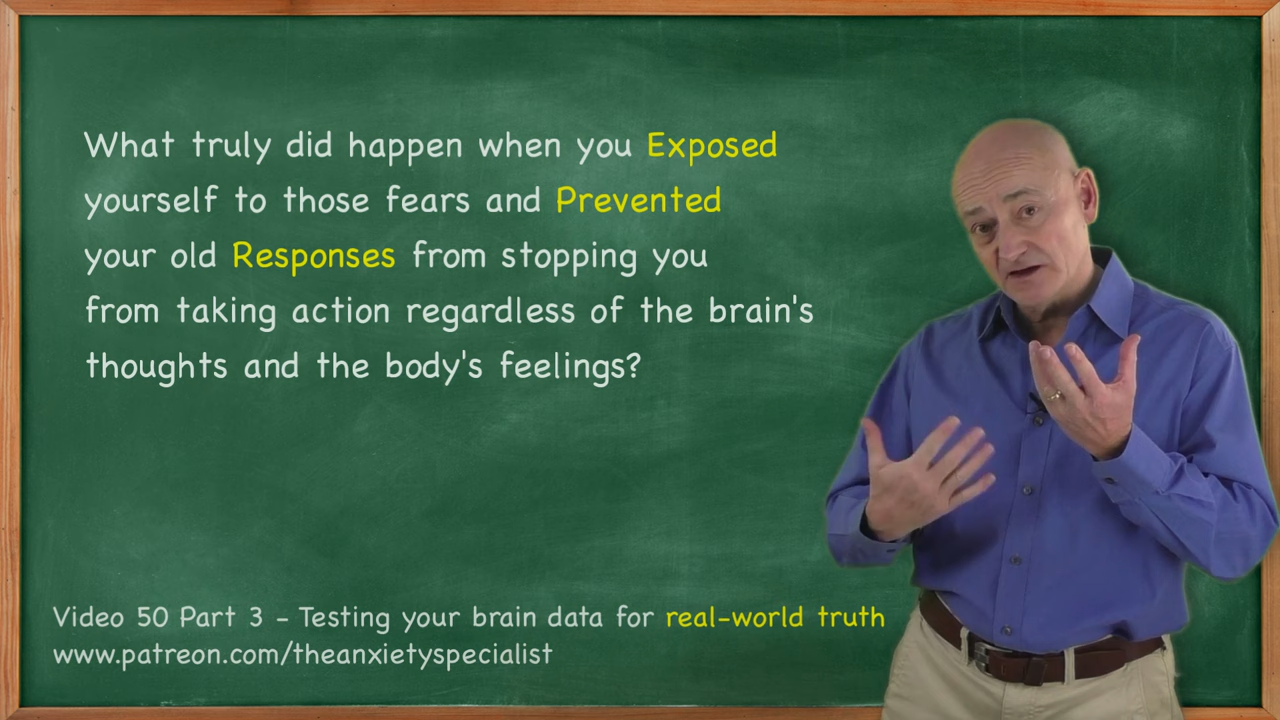 What truly did happen when you Exposed
yourself to those fears and Prevented
your old Responses from stopping you
from taking action regardless of the brain's
thoughts and the body's feelings?
Video 50 Part 3 - Testing your brain data for real-world truth
www.patreon.com/theanxietyspecialist